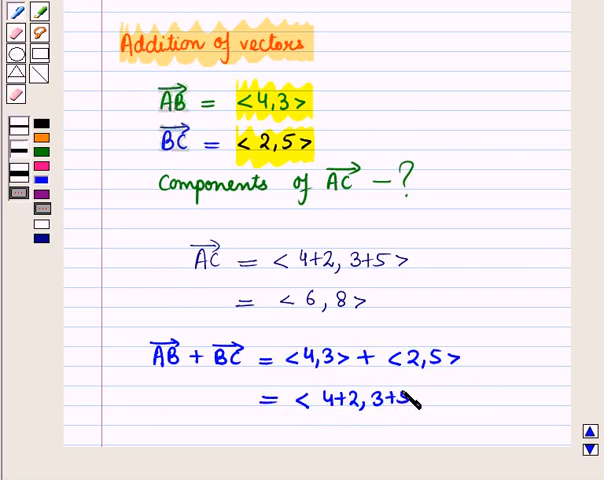 Addition of vectors
AB = <4,3>
BC = <2,5>
Components of AC - ?
AC = < 4+2, 3+5>
= < 6, 8 >
AB + BC = <4,3> + <2,5>
= < 4+2, 3+5